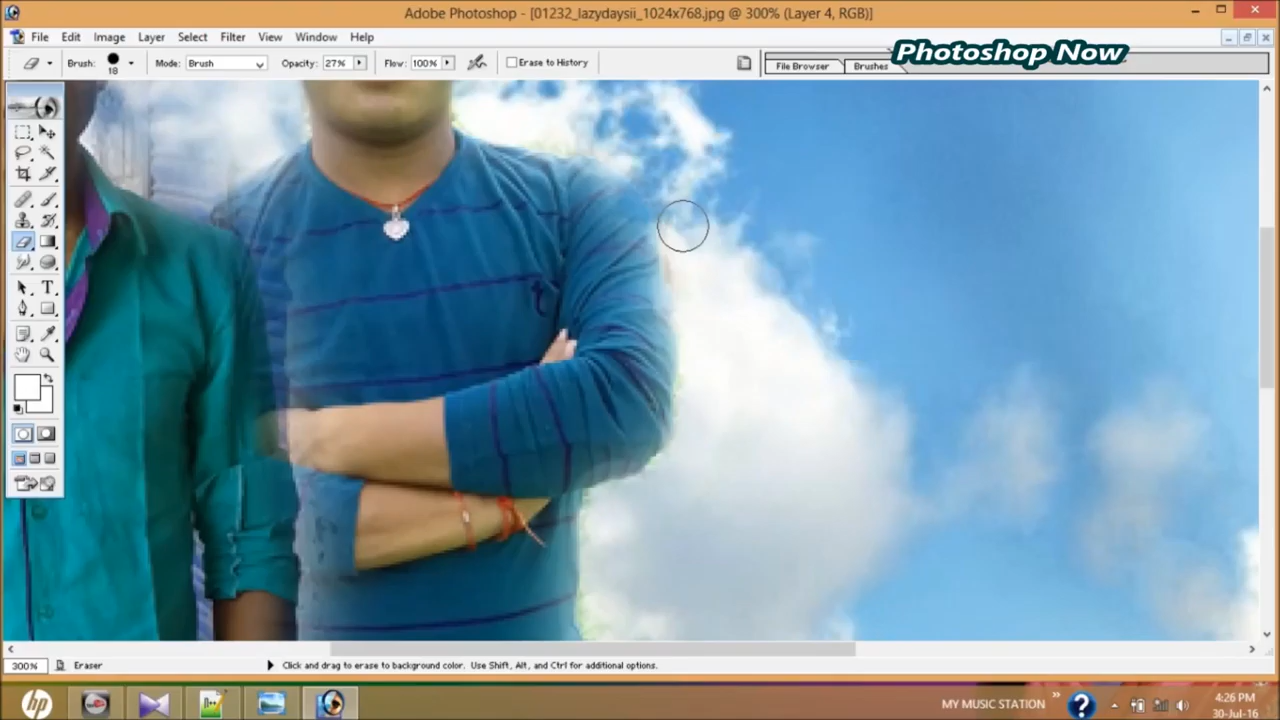 Adobe Photoshop - [01232_lazydaysii_1024x768.jpg @ 300% (Layer 4, RGB)]
File Edit Image Layer Select Filter View Window Help
Photoshop Now
Brush: 18 Mode: Brush Opacity: 27% Flow: 100% Erase to History File Browser Brushes
t
T
300% Eraser Click and drag to erase to background color. Use Shift, Alt, and Ctrl for additional options.
hp MY MUSIC STATION » ? 4:26 PM
30-Jul-16